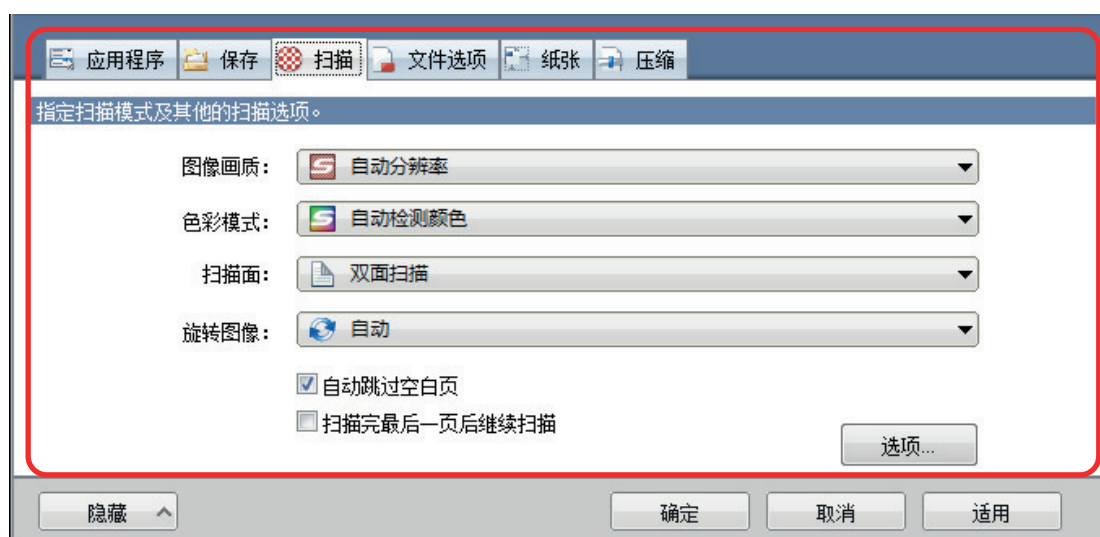 应用程序 保存 扫描 文件选项 纸张 压缩
指定扫描模式及其他的扫描选项。
图像画质: 自动分辨率
色彩模式: 自动检测颜色
扫描面: 双面扫描
旋转图像: 自动
自动跳过空白页
扫描完最后一页后继续扫描
选项...
隐藏 确定 取消 适用